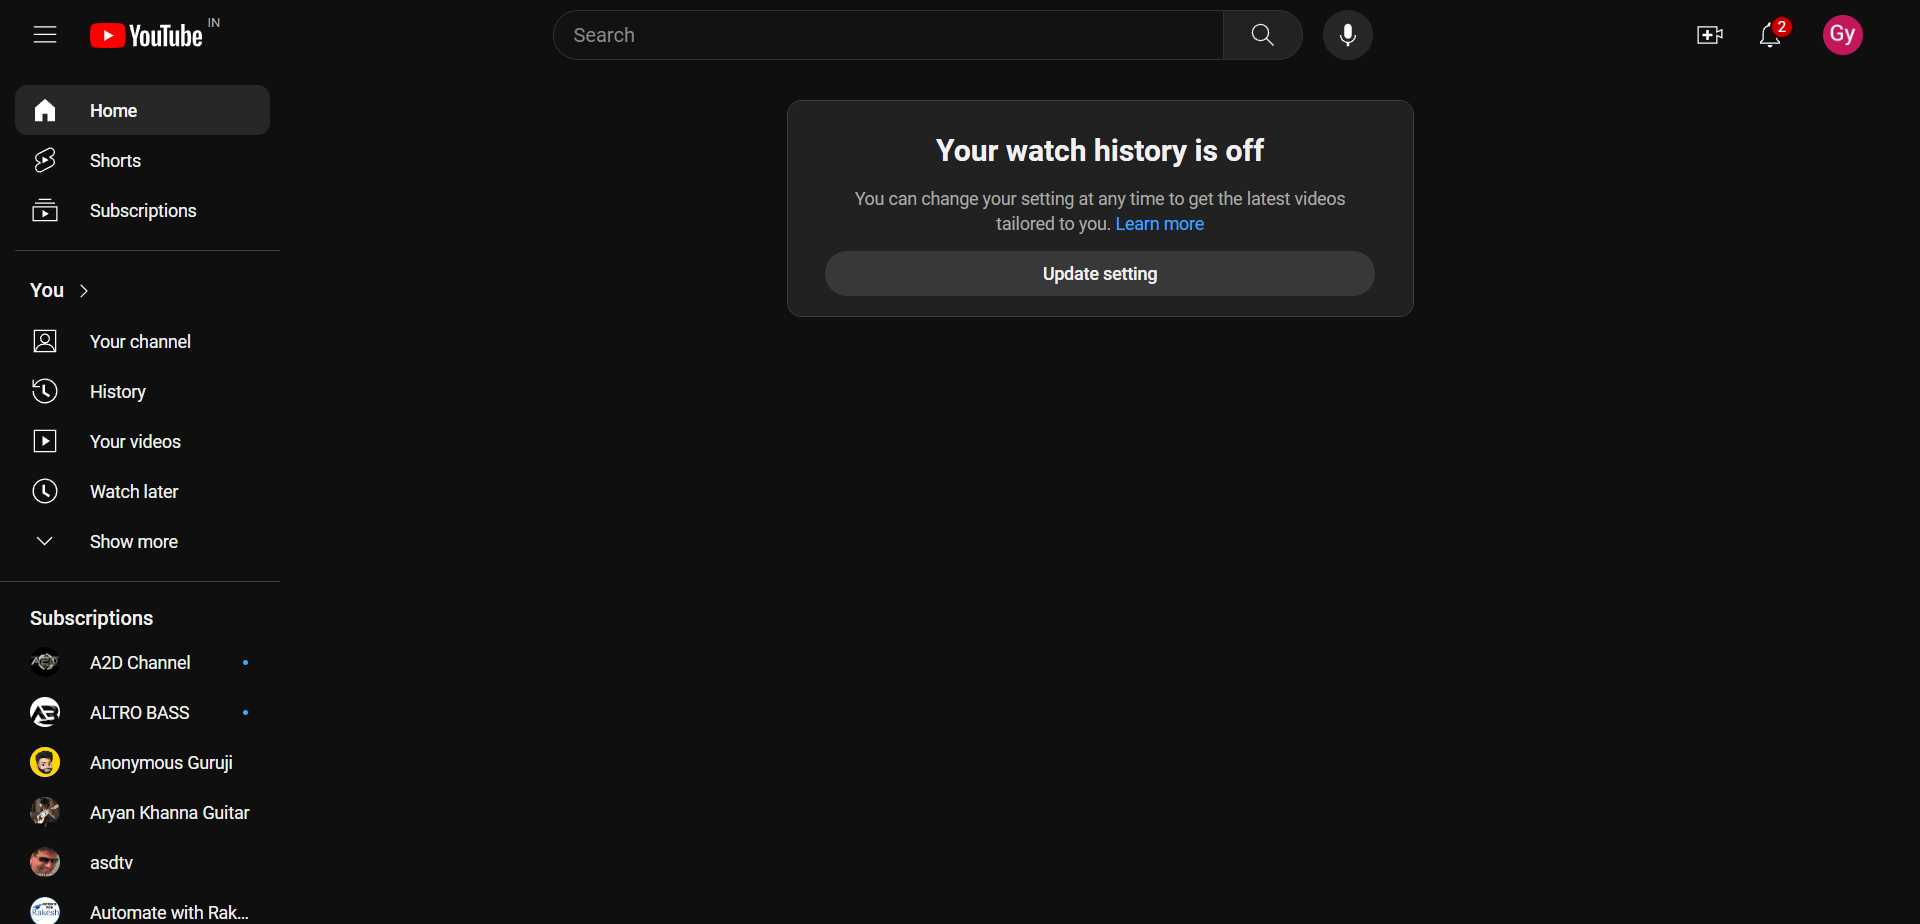 YouTube IN
Search
2
Gy
Home
Shorts
Subscriptions
You
Your channel
History
Your videos
Watch later
Show more
Subscriptions
A2D Channel
ALTRO BASS
Anonymous Guruji
Aryan Khanna Guitar
asdtv
Rakesh
Automate with Rak...
Your watch history is off
You can change your setting at any time to get the latest videos
tailored to you. Learn more
Update setting